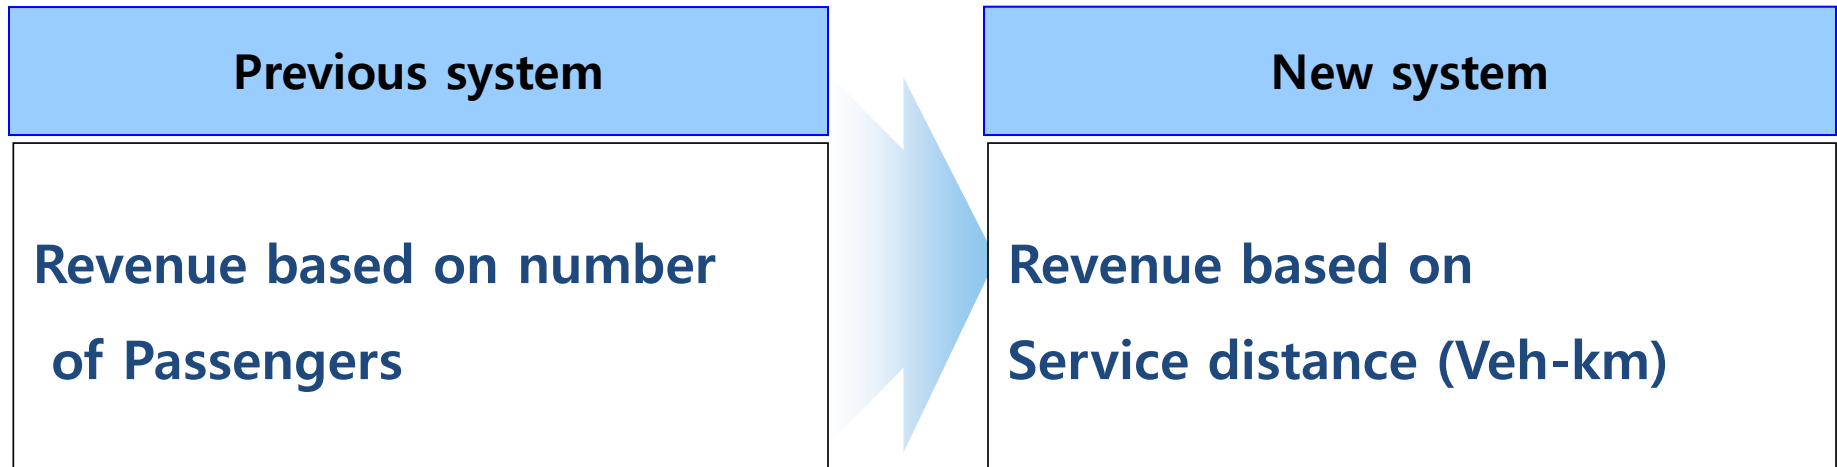 Previous system
Revenue based on number
of Passengers
New system
Revenue based on
Service distance (Veh-km)